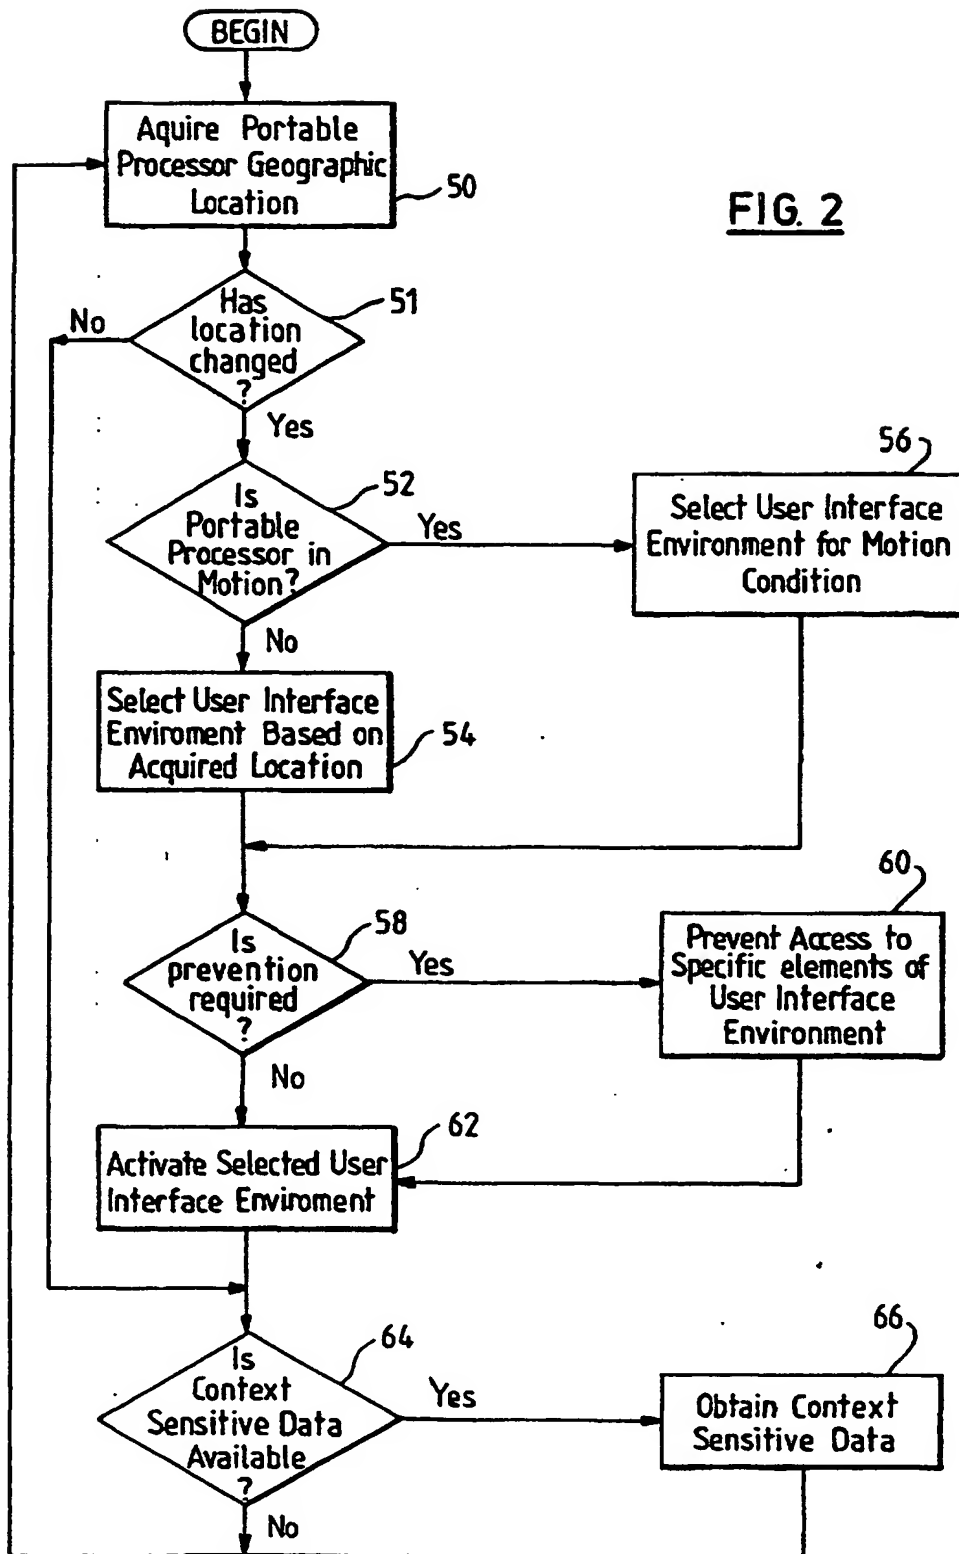 BEGIN
Aquire Portable
Processor Geographic
Location
50
FIG. 2
Has
location
changed
?
51
No
Yes
Is
Portable
Processor in
Motion?
52
Yes
56
Select User Interface
Environment for Motion
Condition
No
Select User Interface
Enviroment Based on
Acquired Location
54
Is
prevention
required
?
58
Yes
60
Prevent Access to
Specific elements of
User Interface
Environment
No
Activate Selected User
Interface Enviroment
62
Is
Context
Sensitive Data
Available
?
64
Yes
66
Obtain Context
Sensitive Data
No